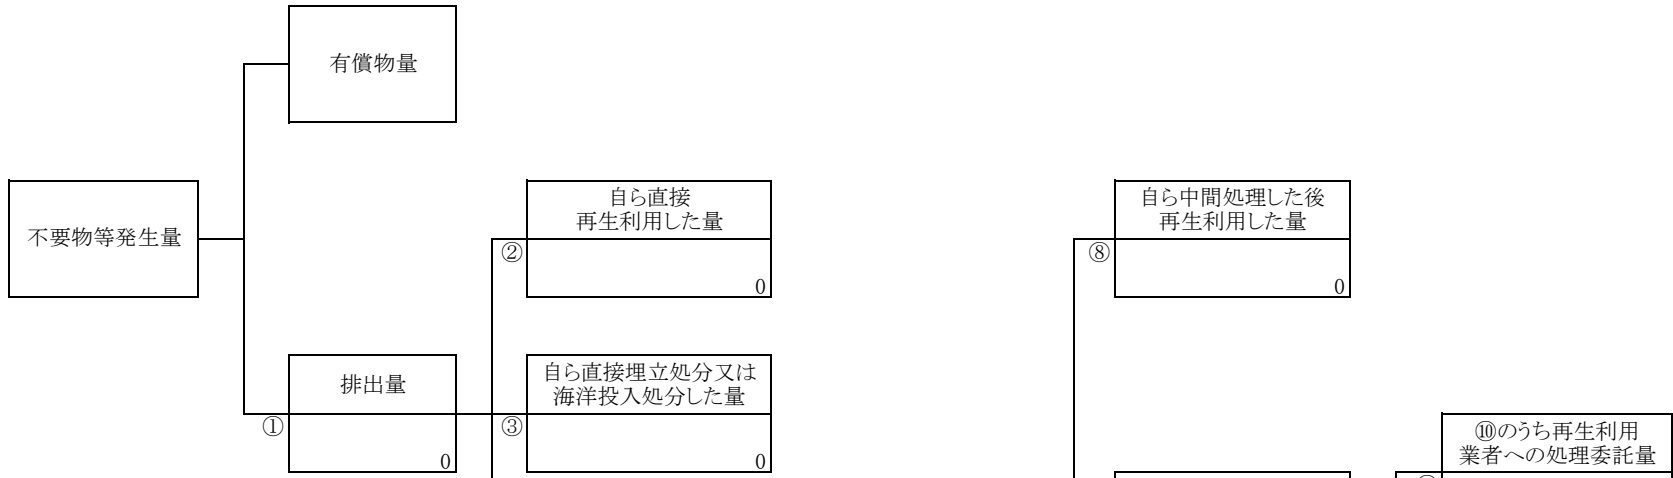 有償物量
不要物等発生量
自ら直接
再生利用した量
②
0
自ら中間処理した後
再生利用した量
⑧
0
排出量
①
0
自ら直接埋立処分又は
海洋投入処分した量
③
0
⑩のうち再生利用
業者への処理委託量